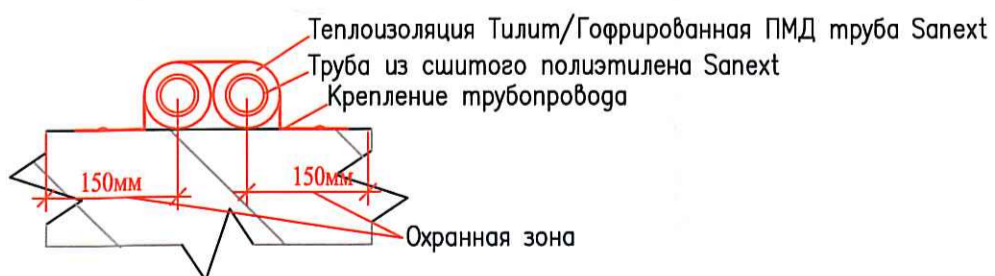 Теплоизоляция Тилит/Гофрированная ПМД труба Sanext
Труба из сшитого полиэтилена Sanext
Крепление трубопровода
150мм
150мм
Охранная зона